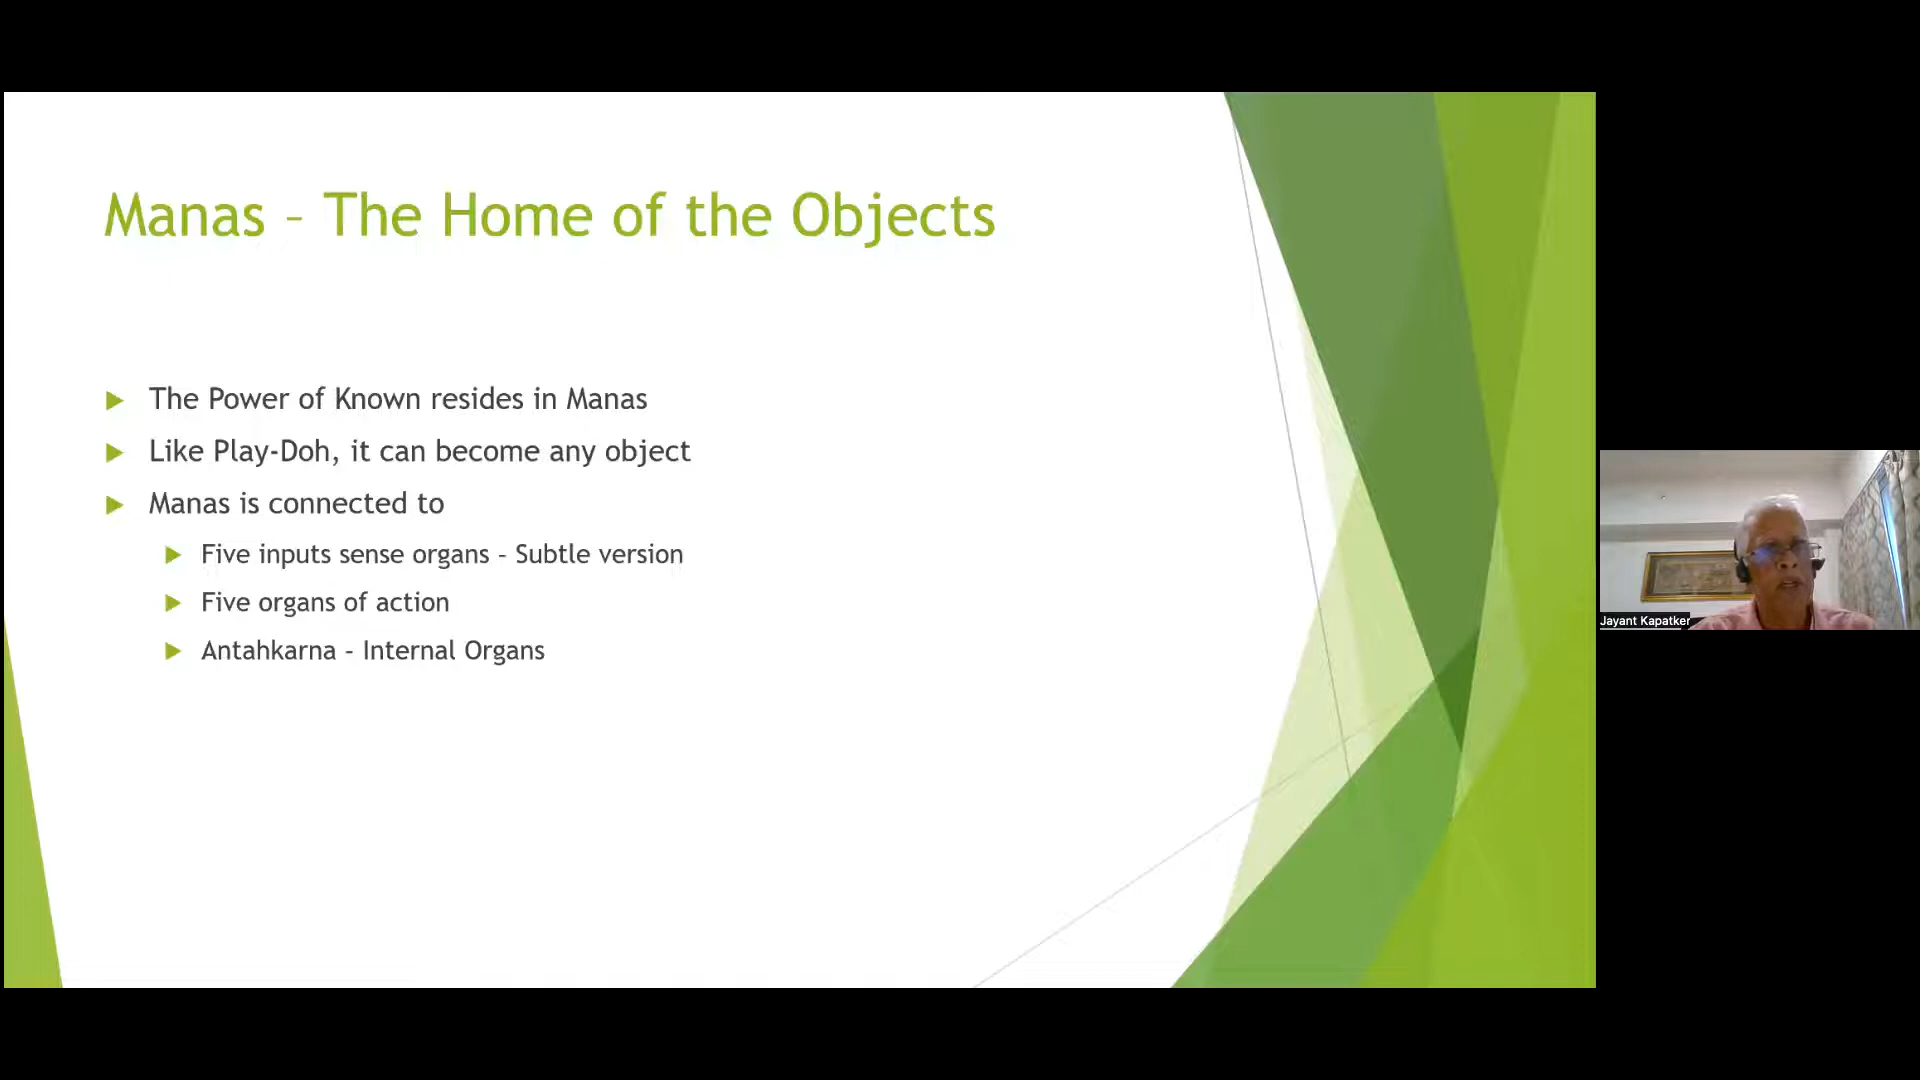 Manas – The Home of the Objects
The Power of Known resides in Manas
Like Play-Doh, it can become any object
Manas is connected to
Five inputs sense organs – Subtle version
Five organs of action
Antahkarna - Internal Organs
Jayant Kapatker